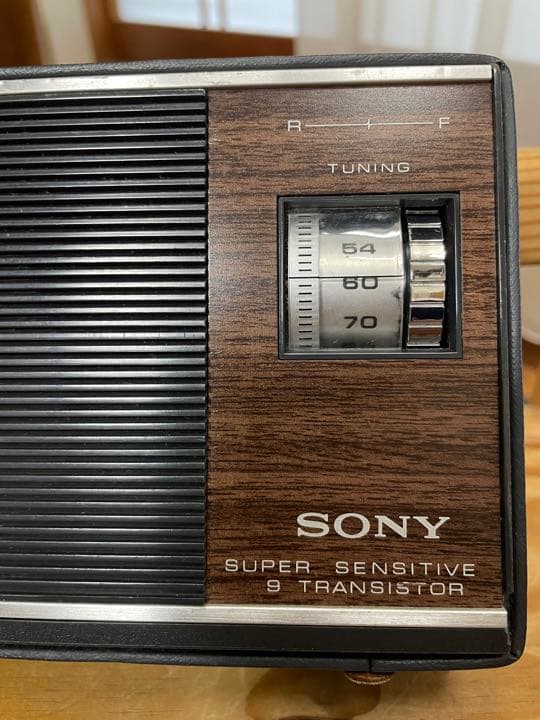 R F
TUNING
54
60
70
SONY
SUPER SENSITIVE
9 TRANSISTOR